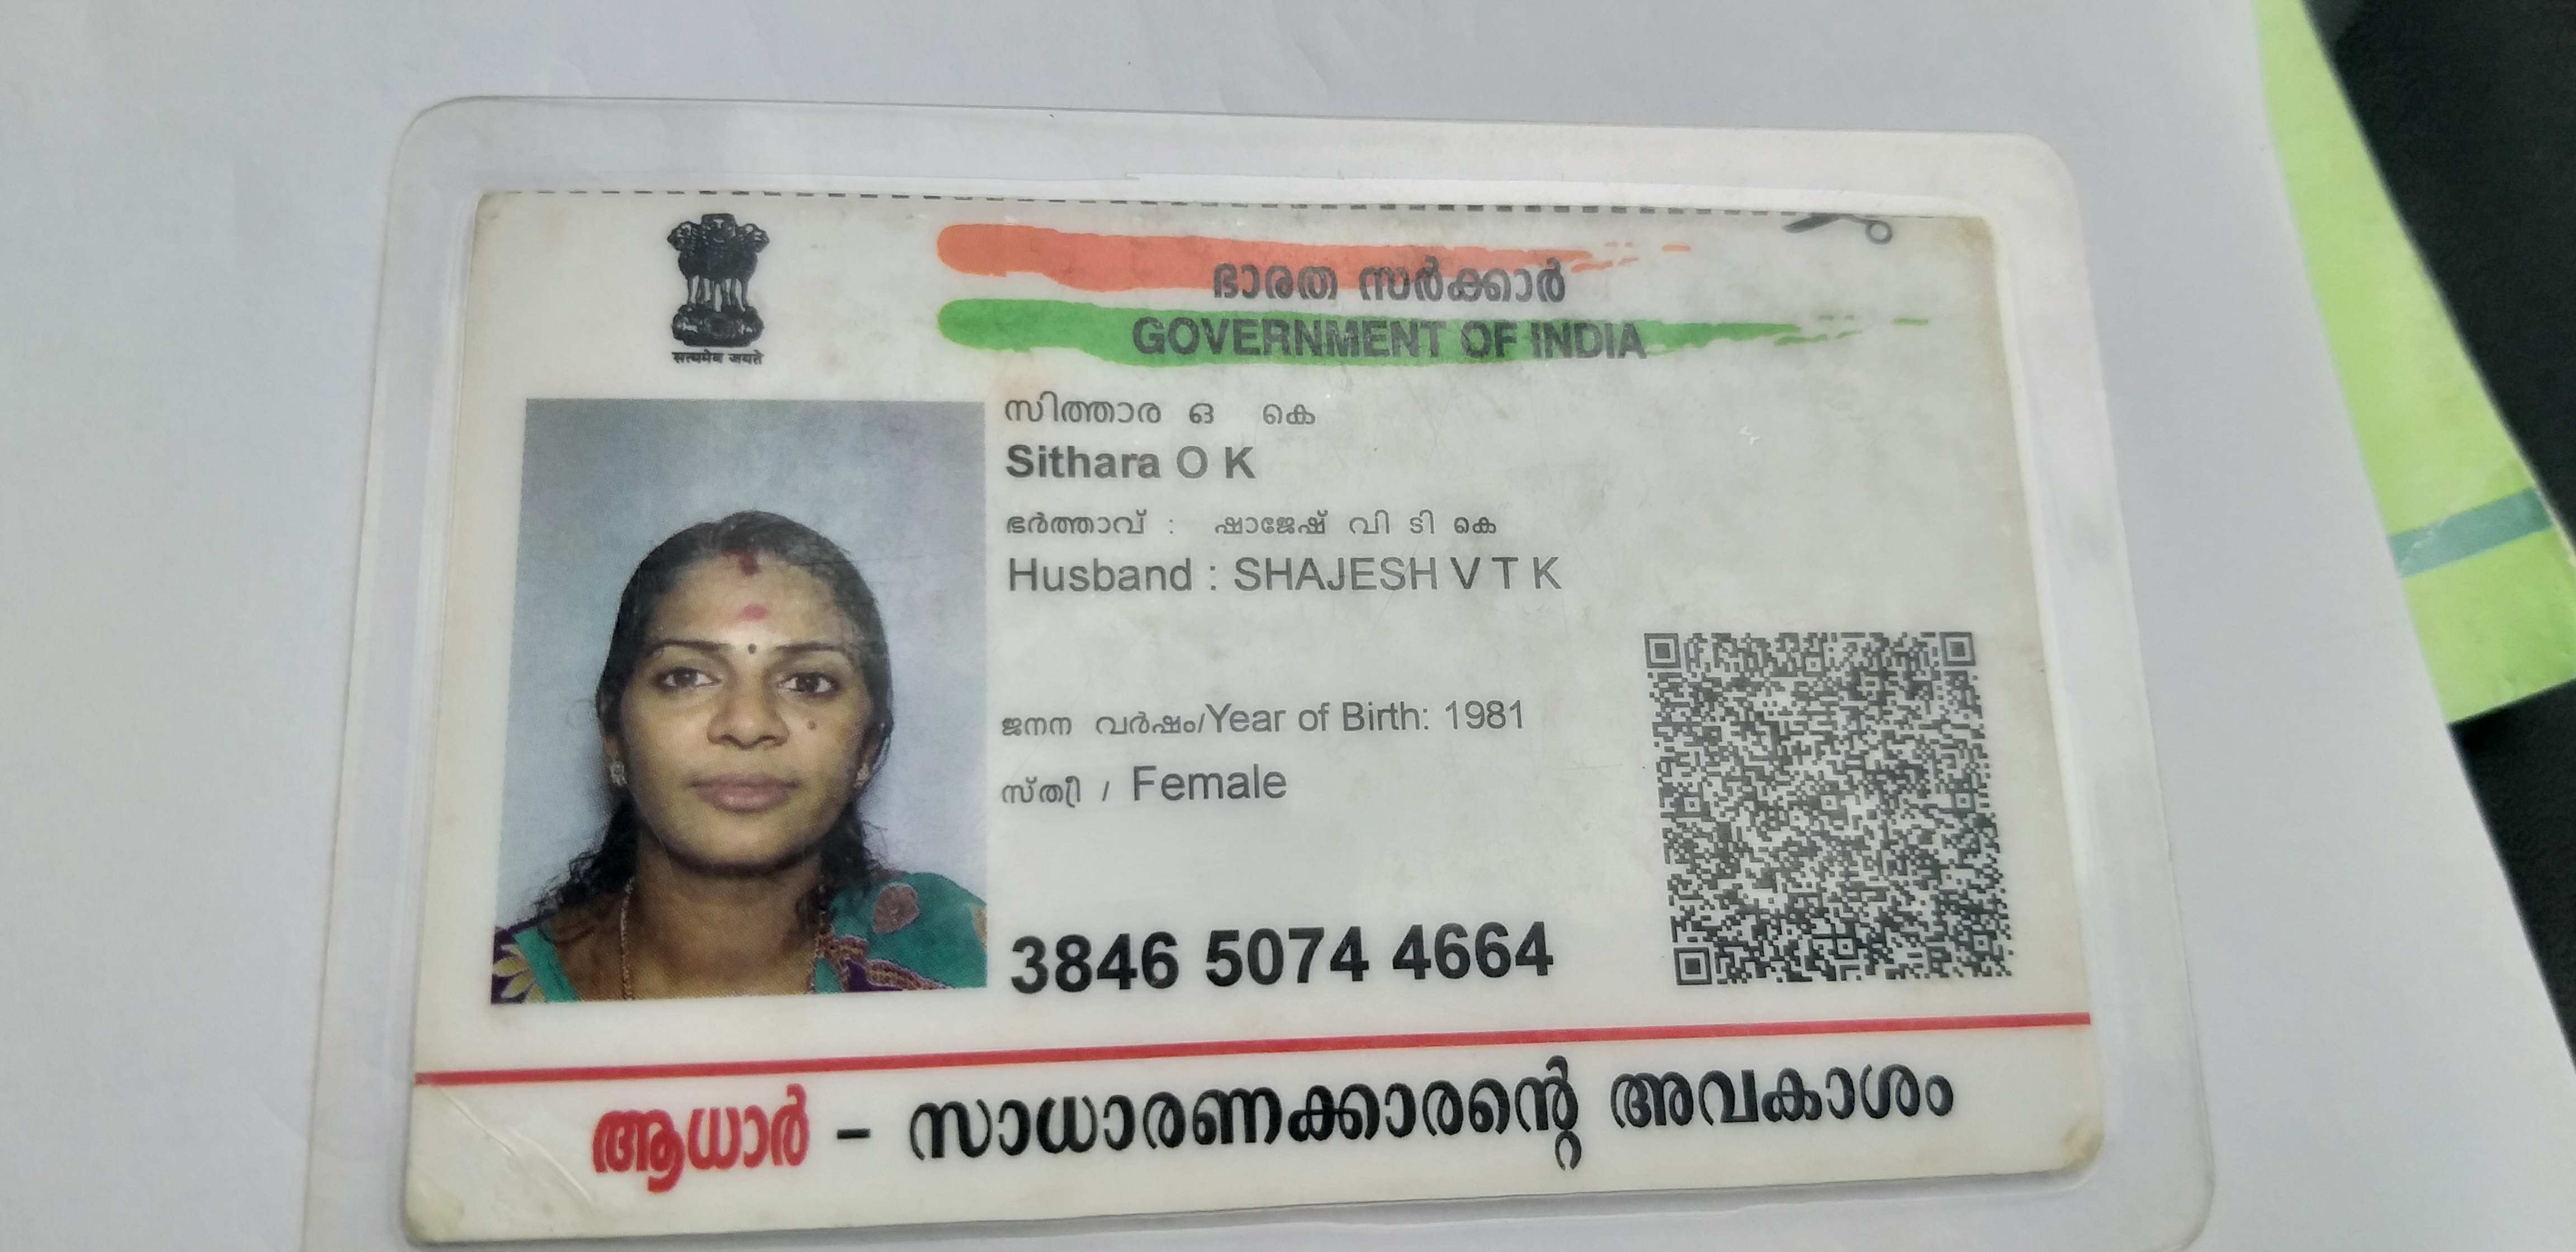 ഭാരത സർക്കാർ
GOVERNMENT OF INDIA
सत्यमेव जयते
സിത്താര ഒ കെ
Sithara O K
ഭർത്താവ് : ഷാജേഷ് വി ടി കെ
Husband : SHAJESH V T K
ജനന വർഷം/Year of Birth: 1981
സ്ത്രീ / Female
3846 5074 4664
ആധാർ - സാധാരണക്കാരന്റെ അവകാശം